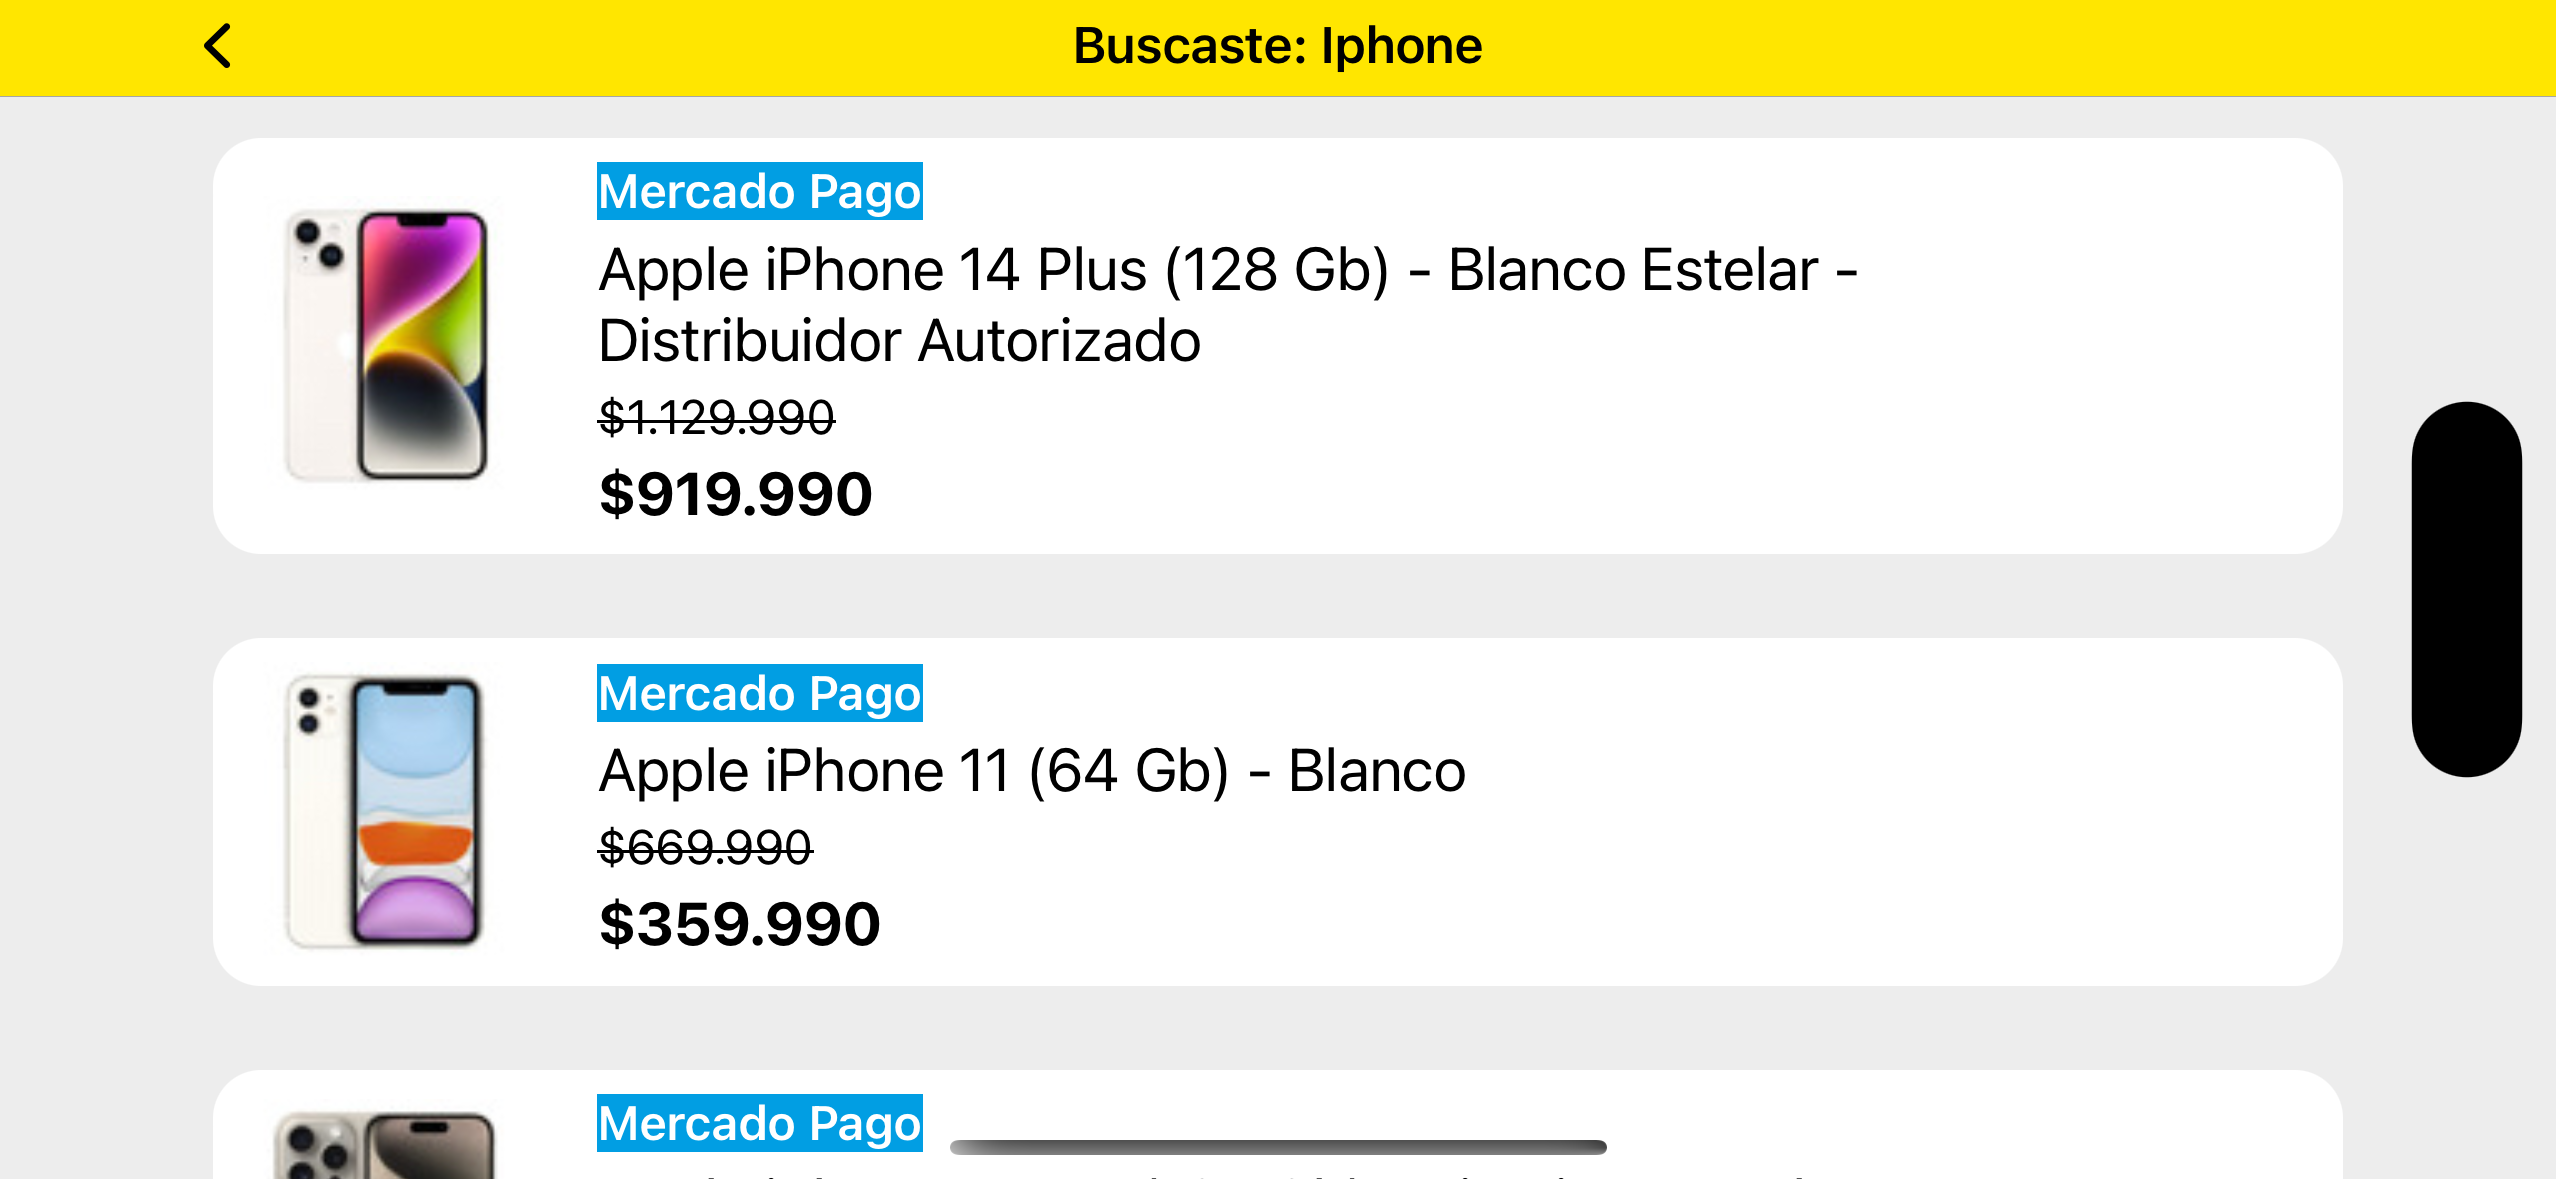 Buscaste: Iphone
Mercado Pago
Apple iPhone 14 Plus (128 Gb) - Blanco Estelar -
Distribuidor Autorizado
$1.129.990
$919.990
Mercado Pago
Apple iPhone 11 (64 Gb) - Blanco
$669.990
$359.990
Mercado Pago